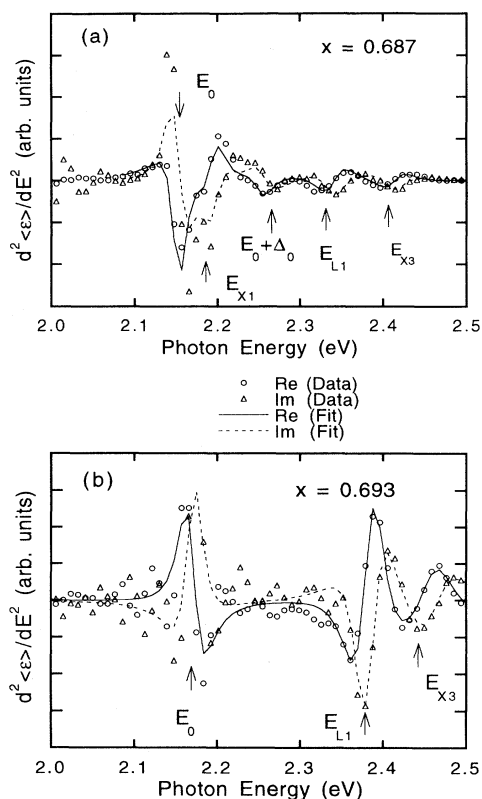 (a)
x = 0.687
E0
EX1
E0+Δ0
EL1
EX3
d2<ε>/dE2 (arb. units)
2.0 2.1 2.2 2.3 2.4 2.5
Photon Energy (eV)
Re (Data)
Im (Data)
Re (Fit)
Im (Fit)
(b)
x = 0.693
E0
EL1
EX3
d2<ε>/dE2 (arb. units)
2.0 2.1 2.2 2.3 2.4 2.5
Photon Energy (eV)